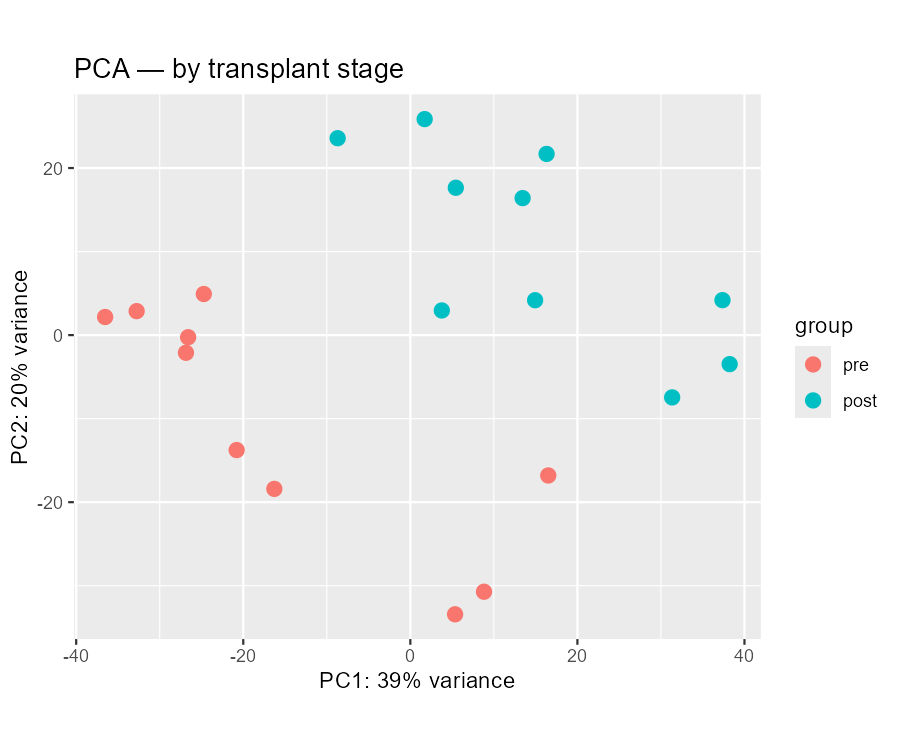 PCA — by transplant stage
20
0
-20
PC2: 20% variance
-40
-20
0
20
40
PC1: 39% variance
group
pre
post